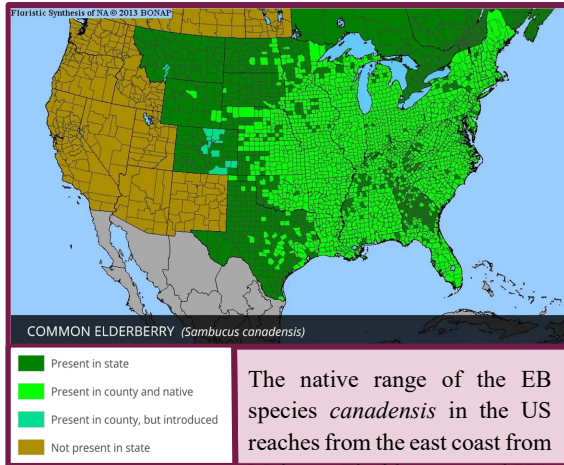 Floristic Synthesis of NA © 2013 BONAP
COMMON ELDERBERRY (Sambucus canadensis)
Present in state
Present in county and native
Present in county, but introduced
Not present in state
The native range of the EB
species canadensis in the US
reaches from the east coast from